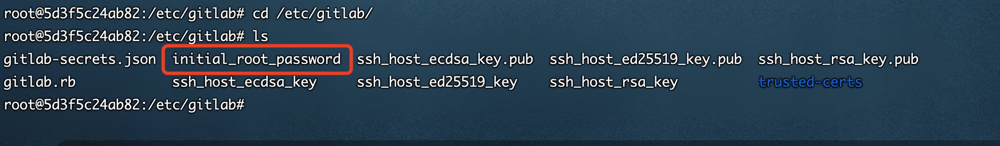 root@5d3f5c24ab82:/etc/gitlab# cd /etc/gitlab/
root@5d3f5c24ab82:/etc/gitlab# ls
gitlab-secrets.json  initial_root_password  ssh_host_ecdsa_key.pub  ssh_host_ed25519_key.pub  ssh_host_rsa_key.pub
gitlab.rb            ssh_host_ecdsa_key     ssh_host_ed25519_key    ssh_host_rsa_key          trusted-certs
root@5d3f5c24ab82:/etc/gitlab#